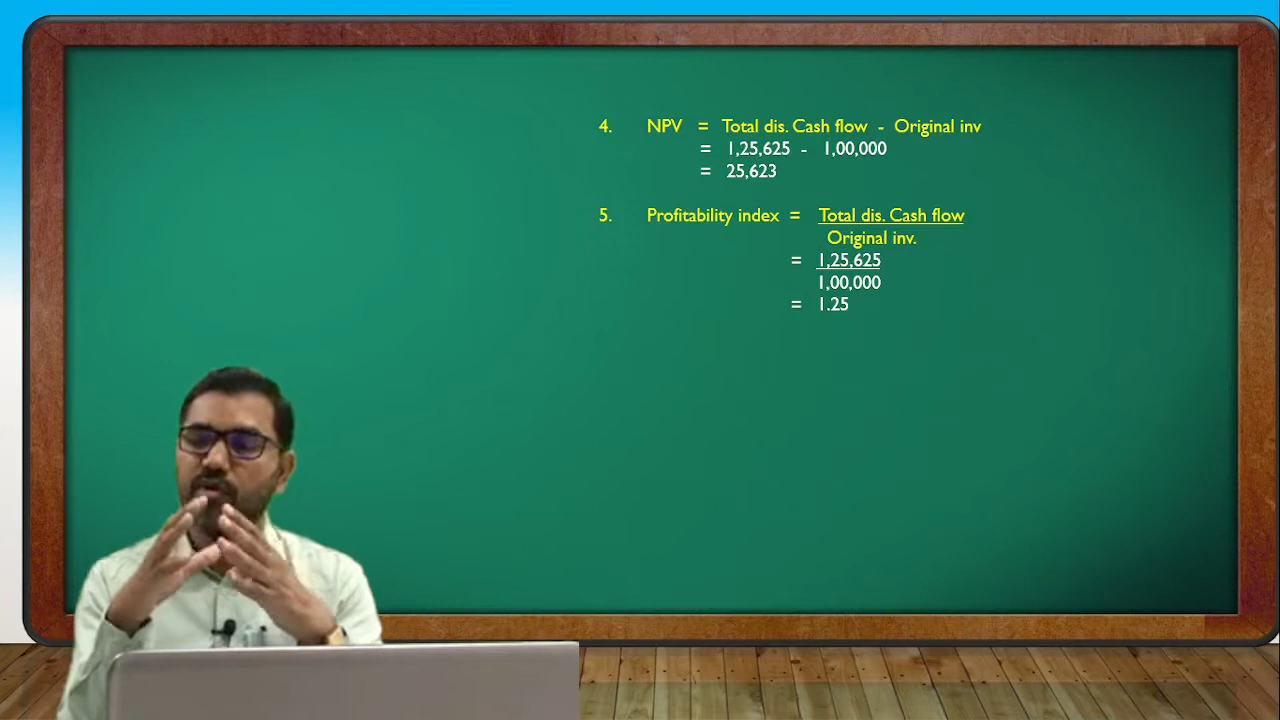 4. NPV = Total dis. Cash flow - Original inv
= 1,25,625 - 1,00,000
= 25,623
5. Profitability index = Total dis. Cash flow
Original inv.
= 1,25,625
1,00,000
= 1.25